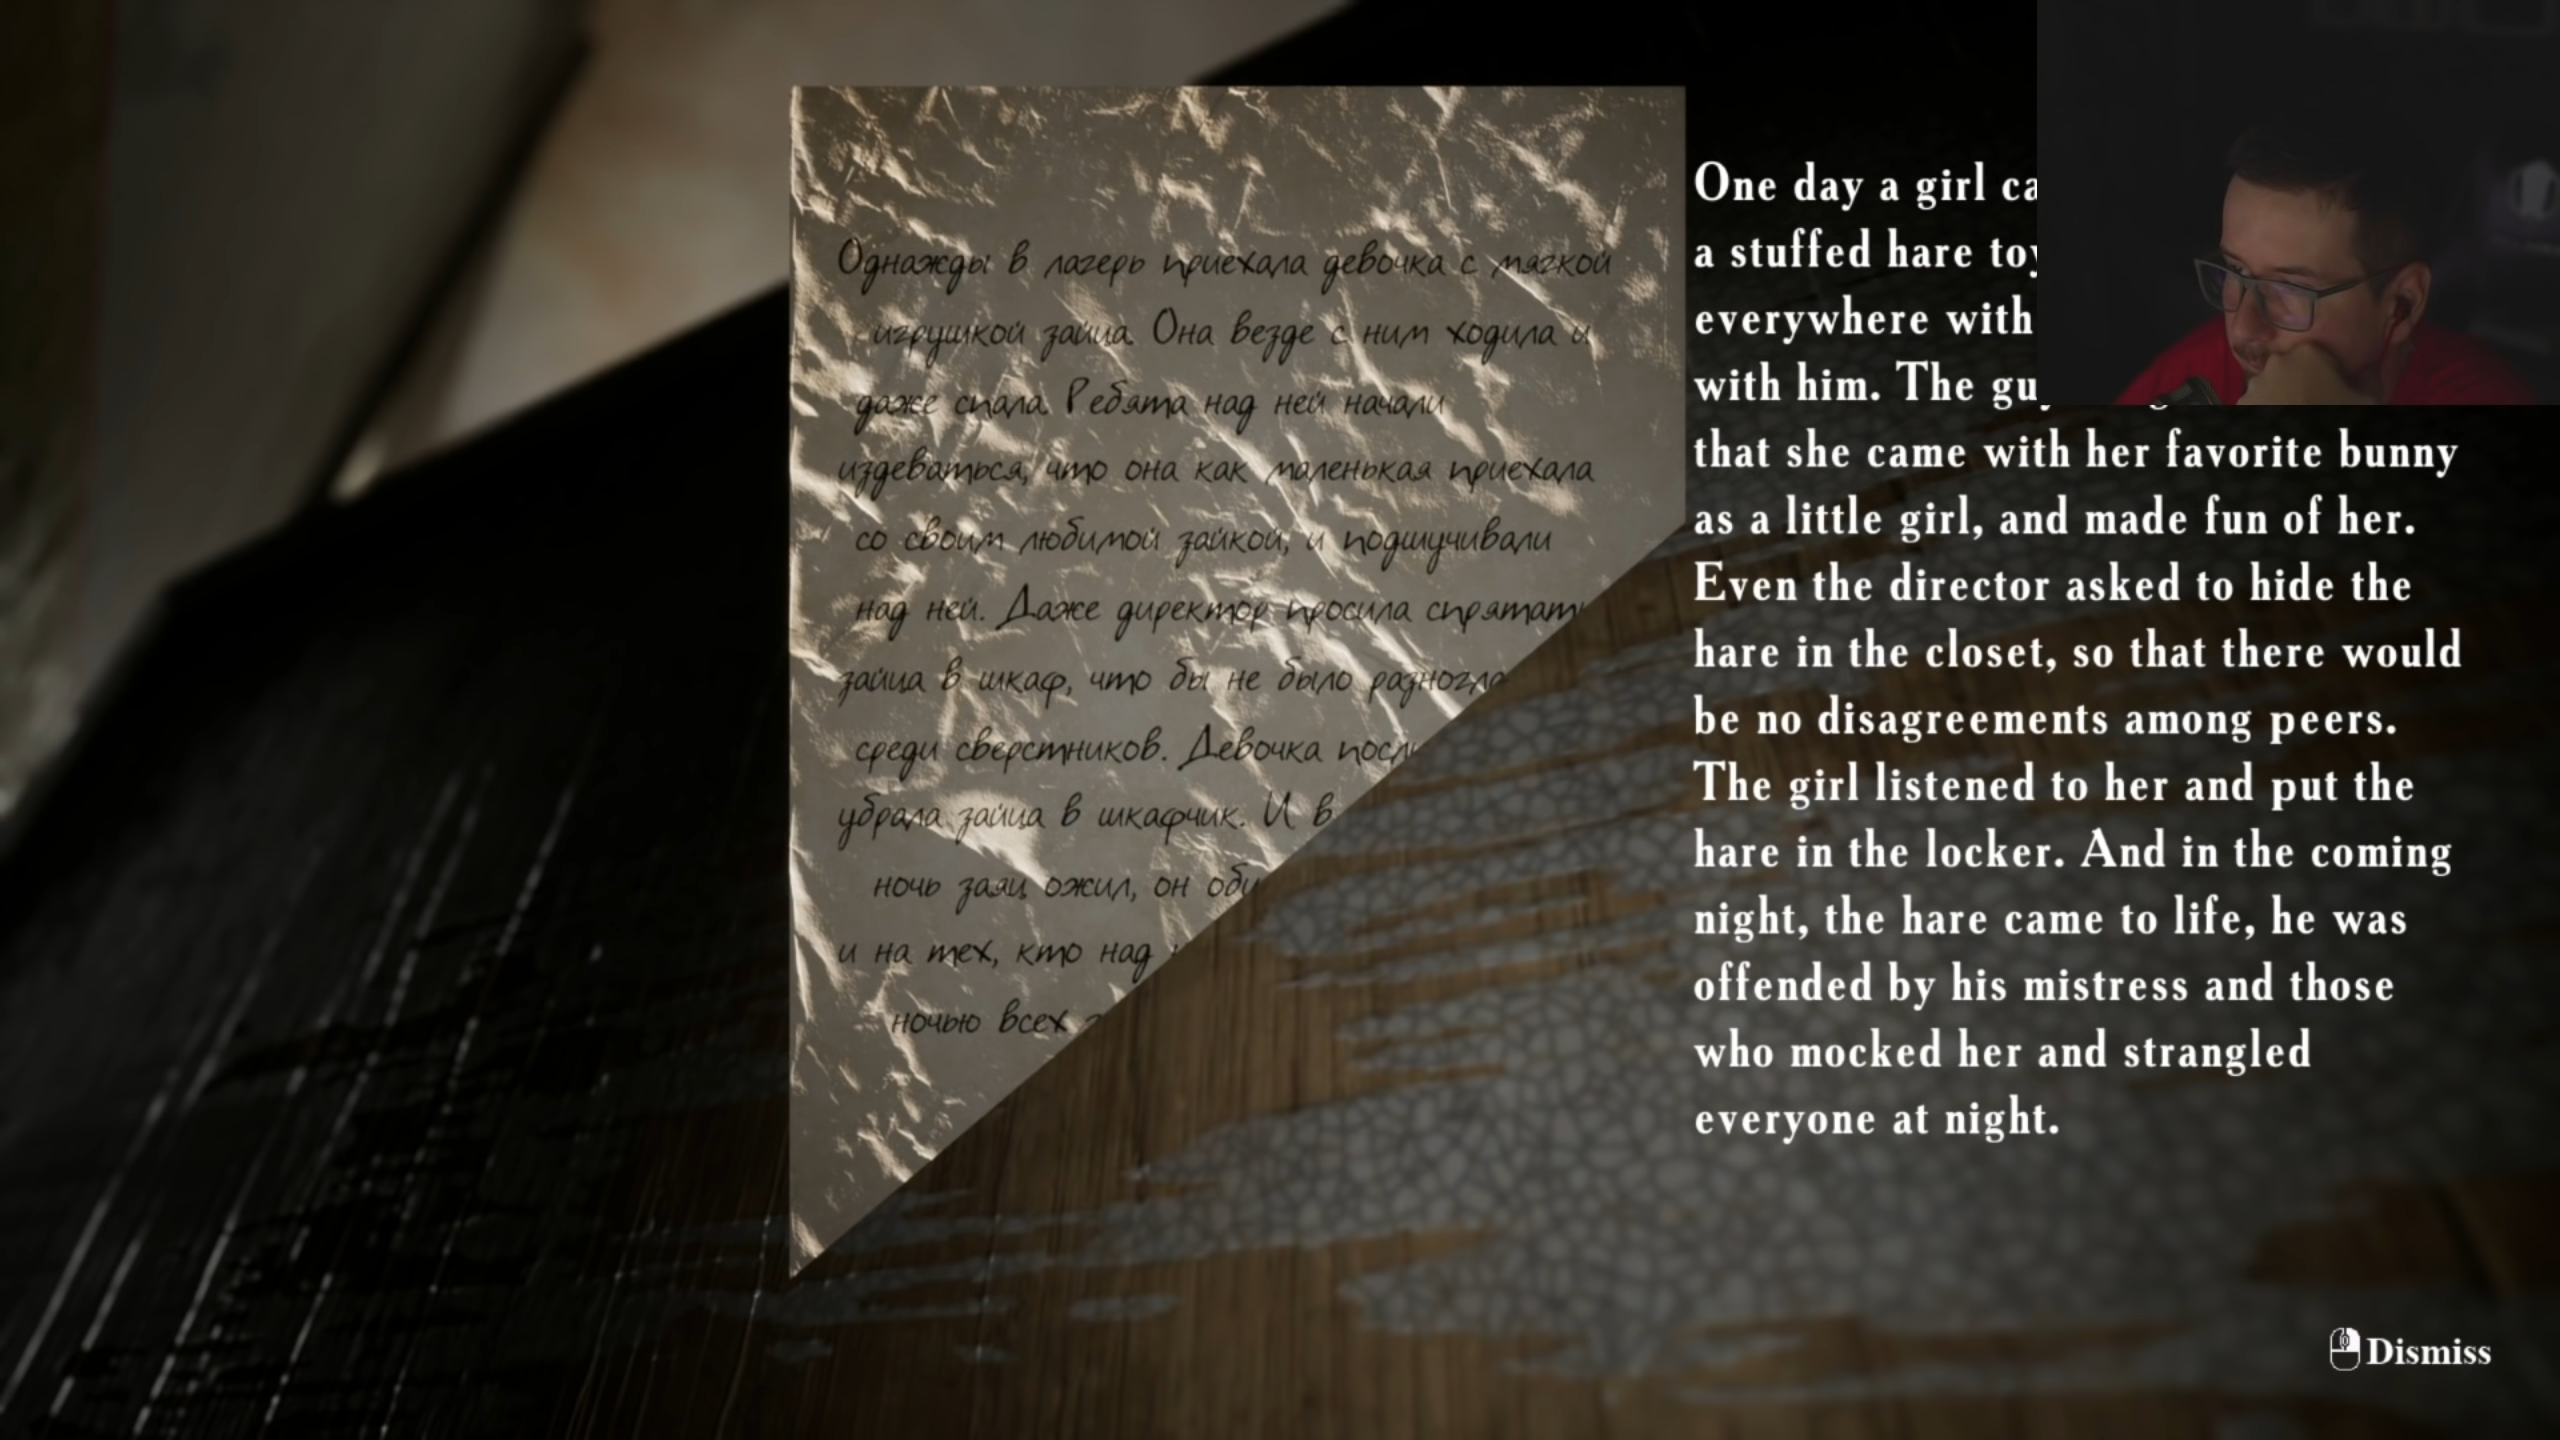 Однажды в лагерь приехала девочка с мягкой
игрушкой зайца. Она везде с ним ходила и
даже спала. Ребята над ней начали
издеваться, что она как маленькая приехала
со своим любимой зайкой, и подшучивали
над ней. Даже директор просила спрятат
зайца в шкаф, что бы не было разногла
среди сверстников. Девочка посл
убрала зайца в шкафчик. И в
ночь заяц ожил, он оби
и на тех, кто над
ночью всех
One day a girl ca
a stuffed hare toy
everywhere with
with him. The gu
that she came with her favorite bunny
as a little girl, and made fun of her.
Even the director asked to hide the
hare in the closet, so that there would
be no disagreements among peers.
The girl listened to her and put the
hare in the locker. And in the coming
night, the hare came to life, he was
offended by his mistress and those
who mocked her and strangled
everyone at night.
Dismiss